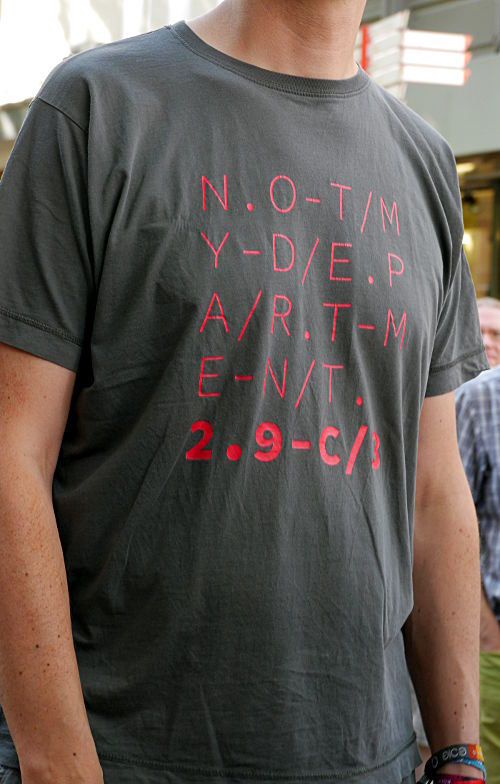 N.O-T/M
Y-D/E.P
A/R.T-M
E-N/T.
2.9-C/3